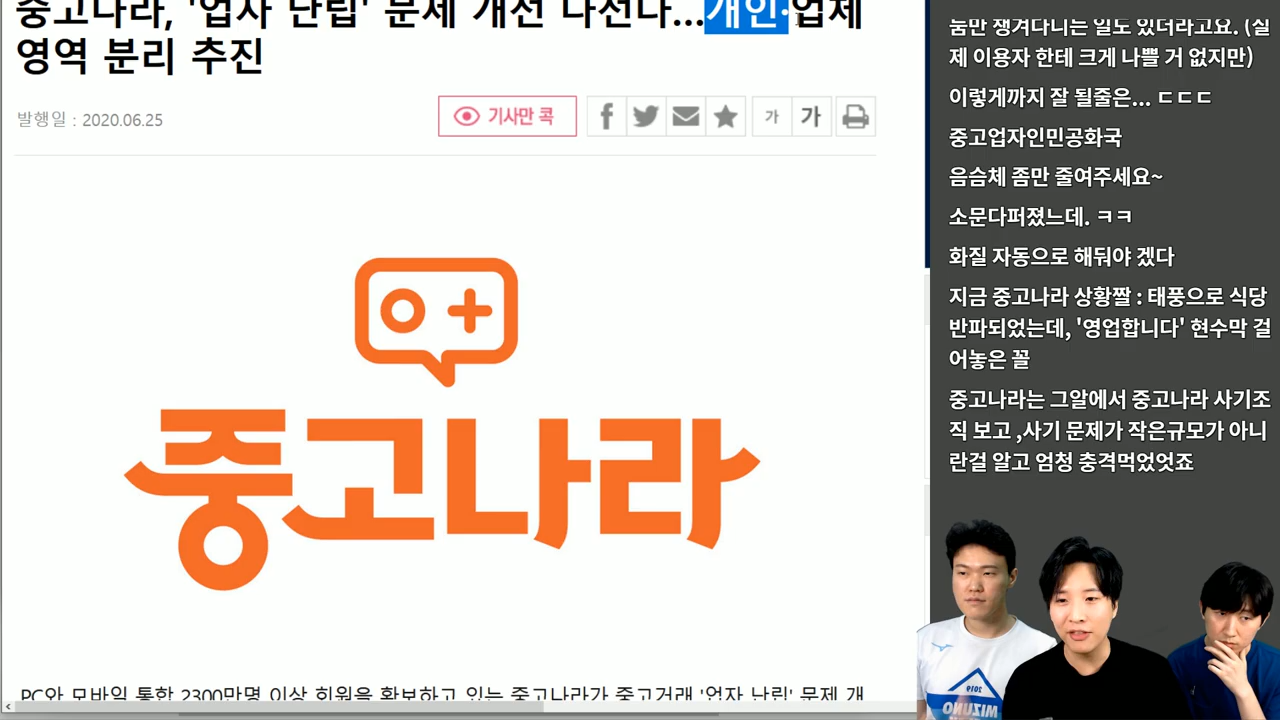 중고나라, '업자 난립' 문제 개선 나선다...개인·업체
영역 분리 추진
발행일 : 2020.06.25
기사만 콕
가
가
중고나라
PC와 모바일 통합 2300만명 이상 회원을 확보하고 있는 중고나라가 중고거래 '업자 난립' 문제 개
눔만 챙겨다니는 일도 있더라고요. (실
제 이용자 한테 크게 나쁠 거 없지만)
이렇게까지 잘 될줄은... ㄷㄷㄷ
중고업자인민공화국
음슴체 좀만 줄여주세요~
소문다퍼졌느데. ㅋㅋ
화질 자동으로 해둬야 겠다
지금 중고나라 상황짤 : 태풍으로 식당
반파되었는데, '영업합니다' 현수막 걸
어놓은 꼴
중고나라는 그알에서 중고나라 사기조
직 보고 ,사기 문제가 작은규모가 아니
란걸 알고 엄청 충격먹었엇죠
2019
MIZUNO